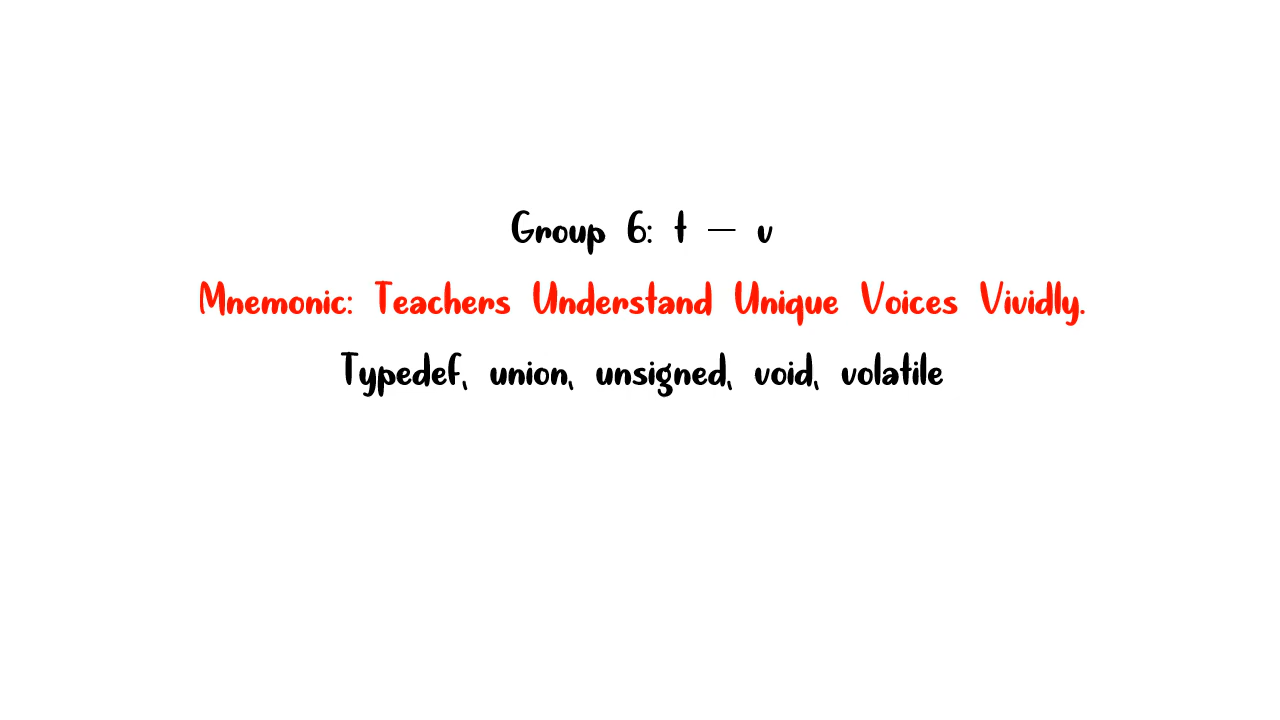 Group 6: t – v
Mnemonic: Teachers Understand Unique Voices Vividly.
Typedef, union, unsigned, void, volatile